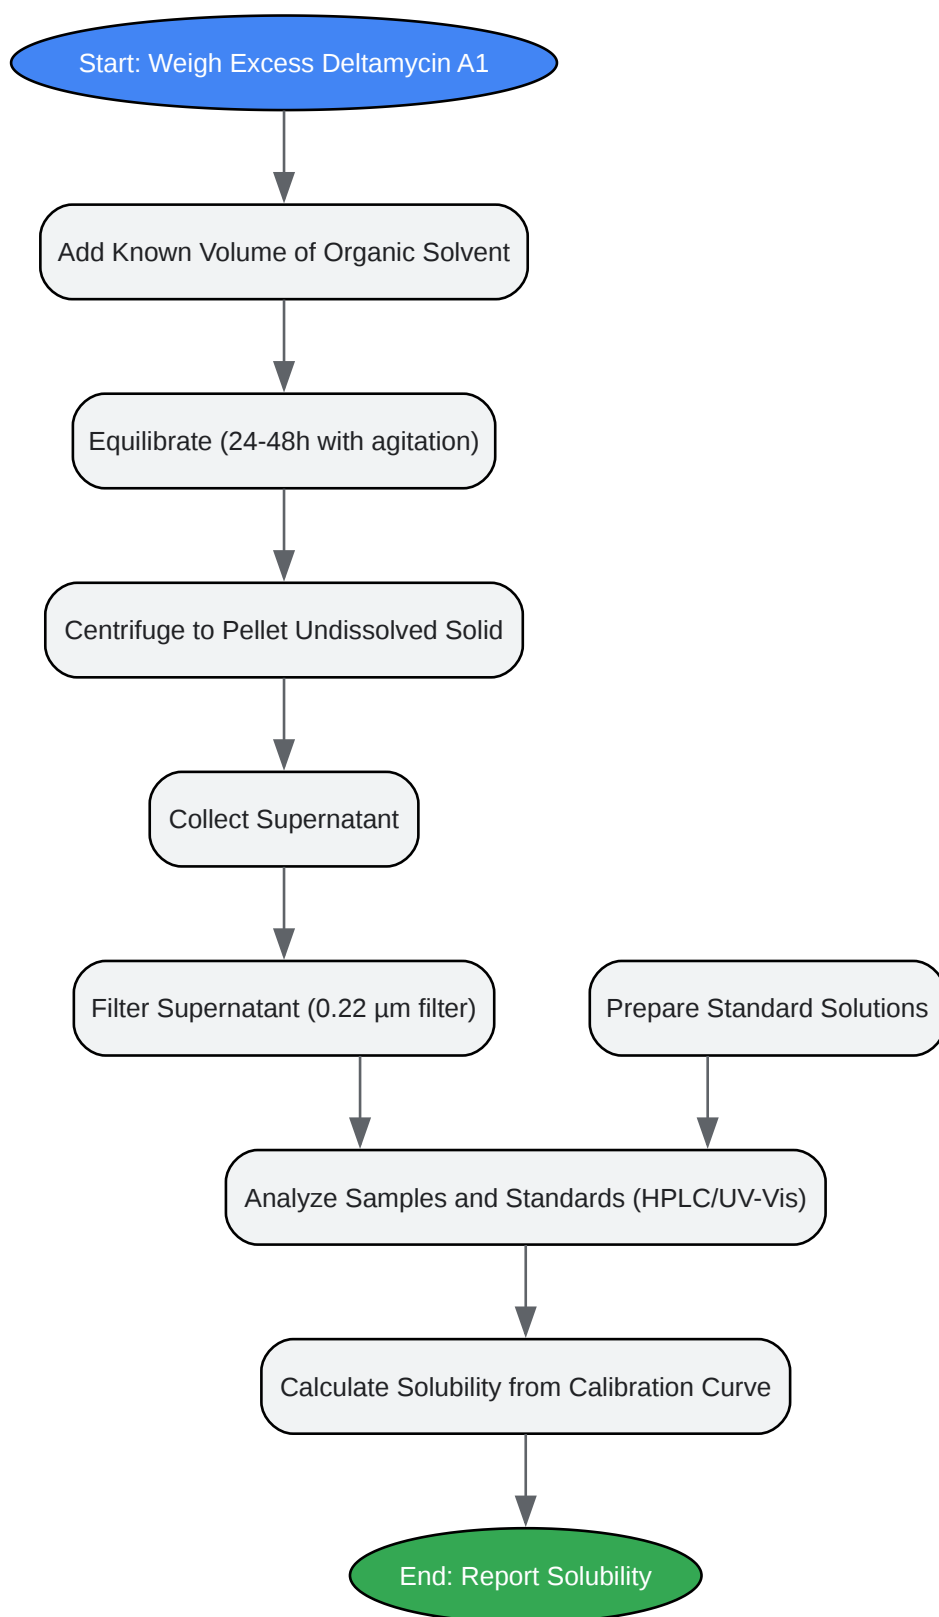 Start: Weigh Excess Deltamycin A1
Add Known Volume of Organic Solvent
Equilibrate (24-48h with agitation)
Centrifuge to Pellet Undissolved Solid
Collect Supernatant
Filter Supernatant (0.22 µm filter)
Prepare Standard Solutions
Analyze Samples and Standards (HPLC/UV-Vis)
Calculate Solubility from Calibration Curve
End: Report Solubility